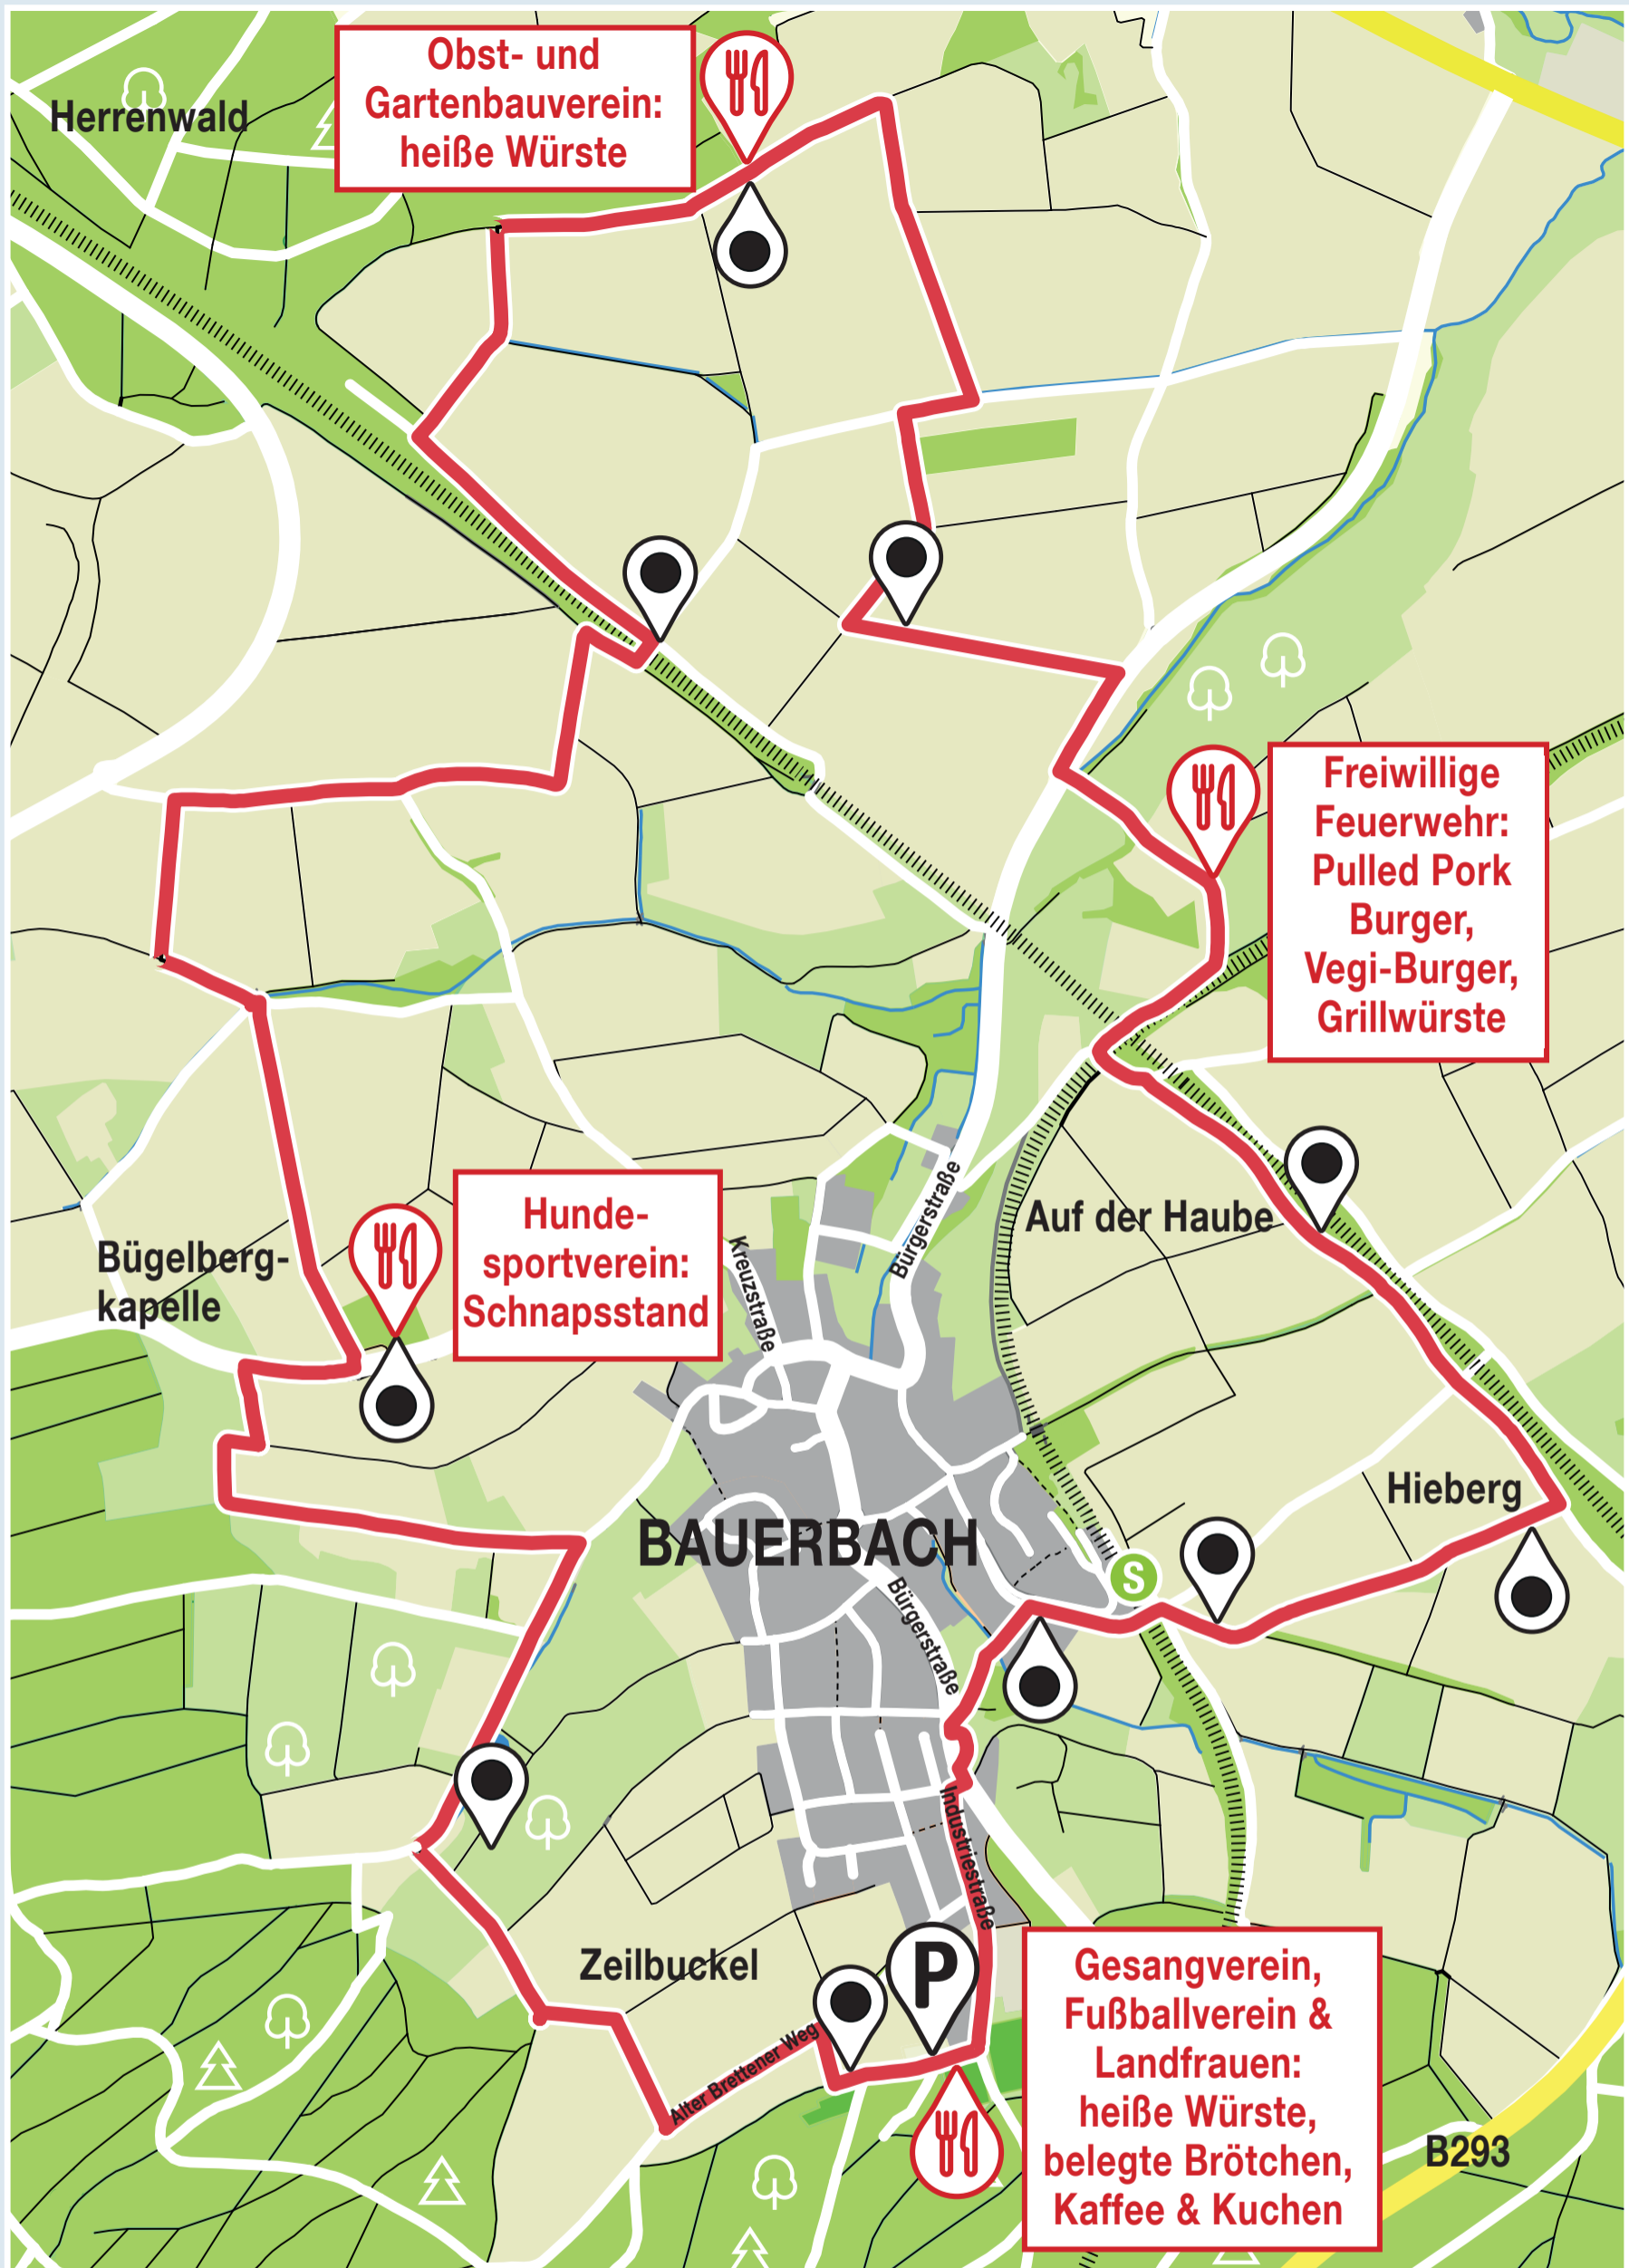 Obst- und
Gartenbauverein:
heiße Würste
Herrenwald
Freiwillige
Feuerwehr:
Pulled Pork
Burger,
Vegi-Burger,
Grillwürste
Hunde-
sportverein:
Schnapsstand
Bügelberg-
kapelle
Kreuzstraße
Bürgerstraße
Auf der Haube
Hieberg
BAUERBACH
S
Bürgerstraße
Industriestraße
Zeilbuckel
P
Alter Brettener Weg
Gesangverein,
Fußballverein &
Landfrauen:
heiße Würste,
belegte Brötchen,
Kaffee & Kuchen
B293